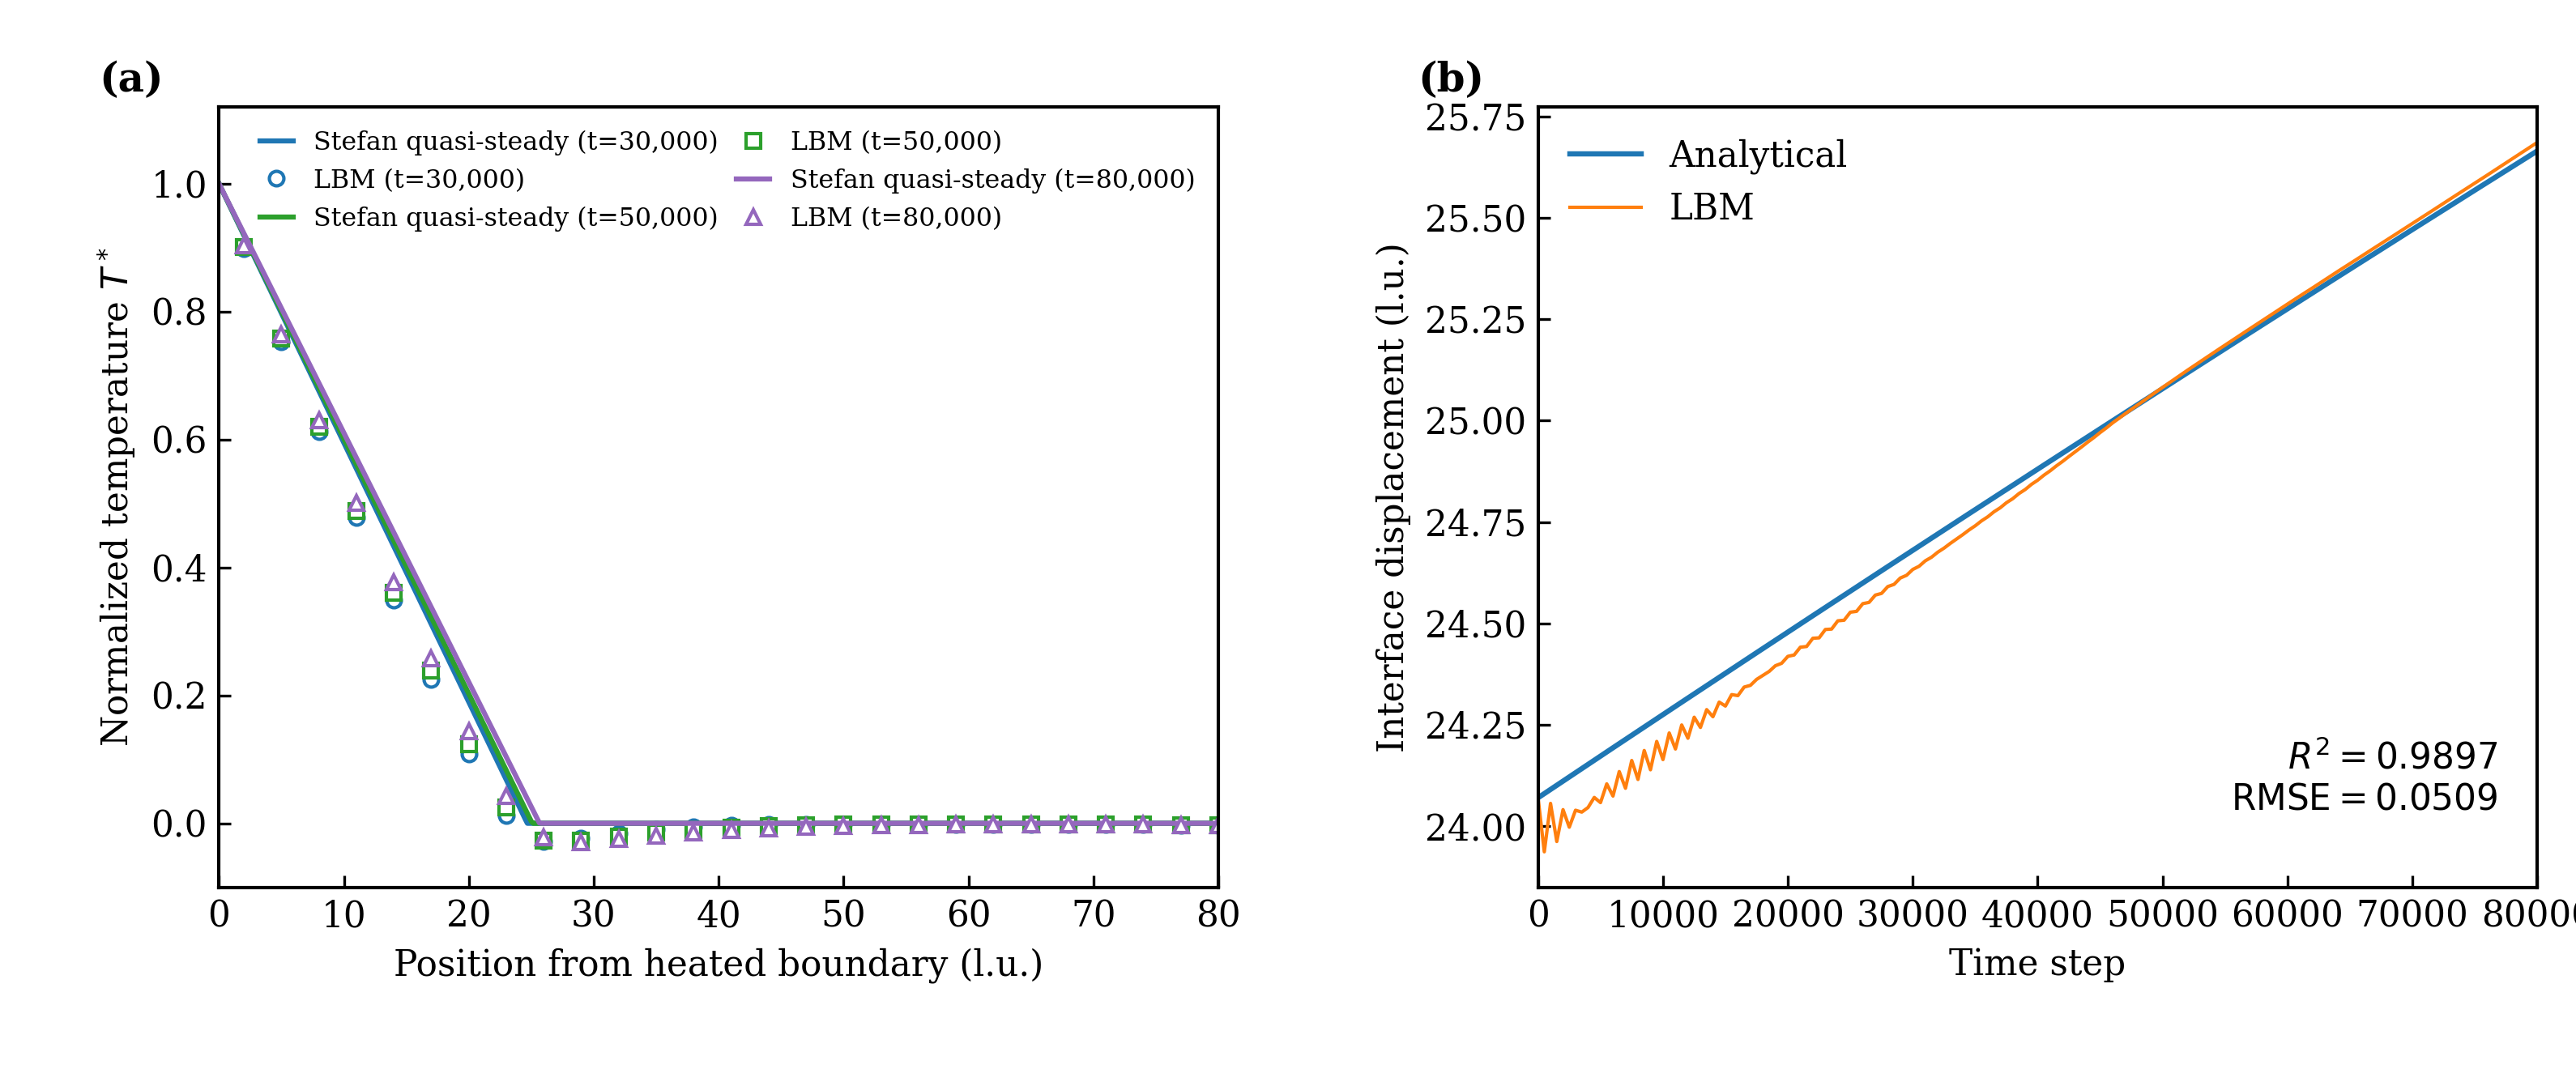 (a)
Stefan quasi-steady (t=30,000)
LBM (t=30,000)
Stefan quasi-steady (t=50,000)
LBM (t=50,000)
Stefan quasi-steady (t=80,000)
LBM (t=80,000)
Normalized temperature T*
1.0
0.8
0.6
0.4
0.2
0.0
0 10 20 30 40 50 60 70 80
Position from heated boundary (l.u.)
(b)
Analytical
LBM
Interface displacement (l.u.)
25.75
25.50
25.25
25.00
24.75
24.50
24.25
24.00
R² = 0.9897
RMSE = 0.0509
0 10000 20000 30000 40000 50000 60000 70000 8000
Time step